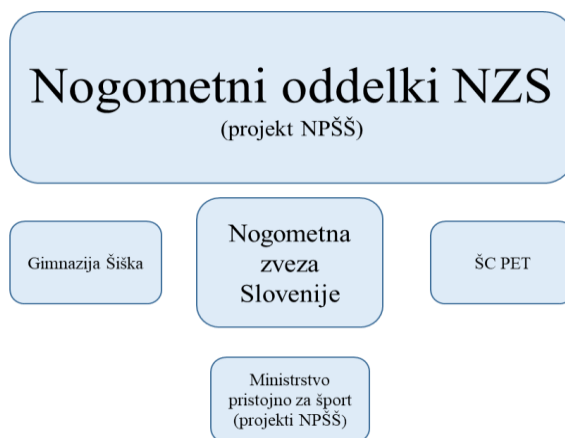 Nogometni oddelki NZS
(projekt NPŠŠ)
Gimnazija Šiška
Nogometna
zveza
Slovenije
ŠC PET
Ministrstvo
pristojno za šport
(projekti NPŠŠ)